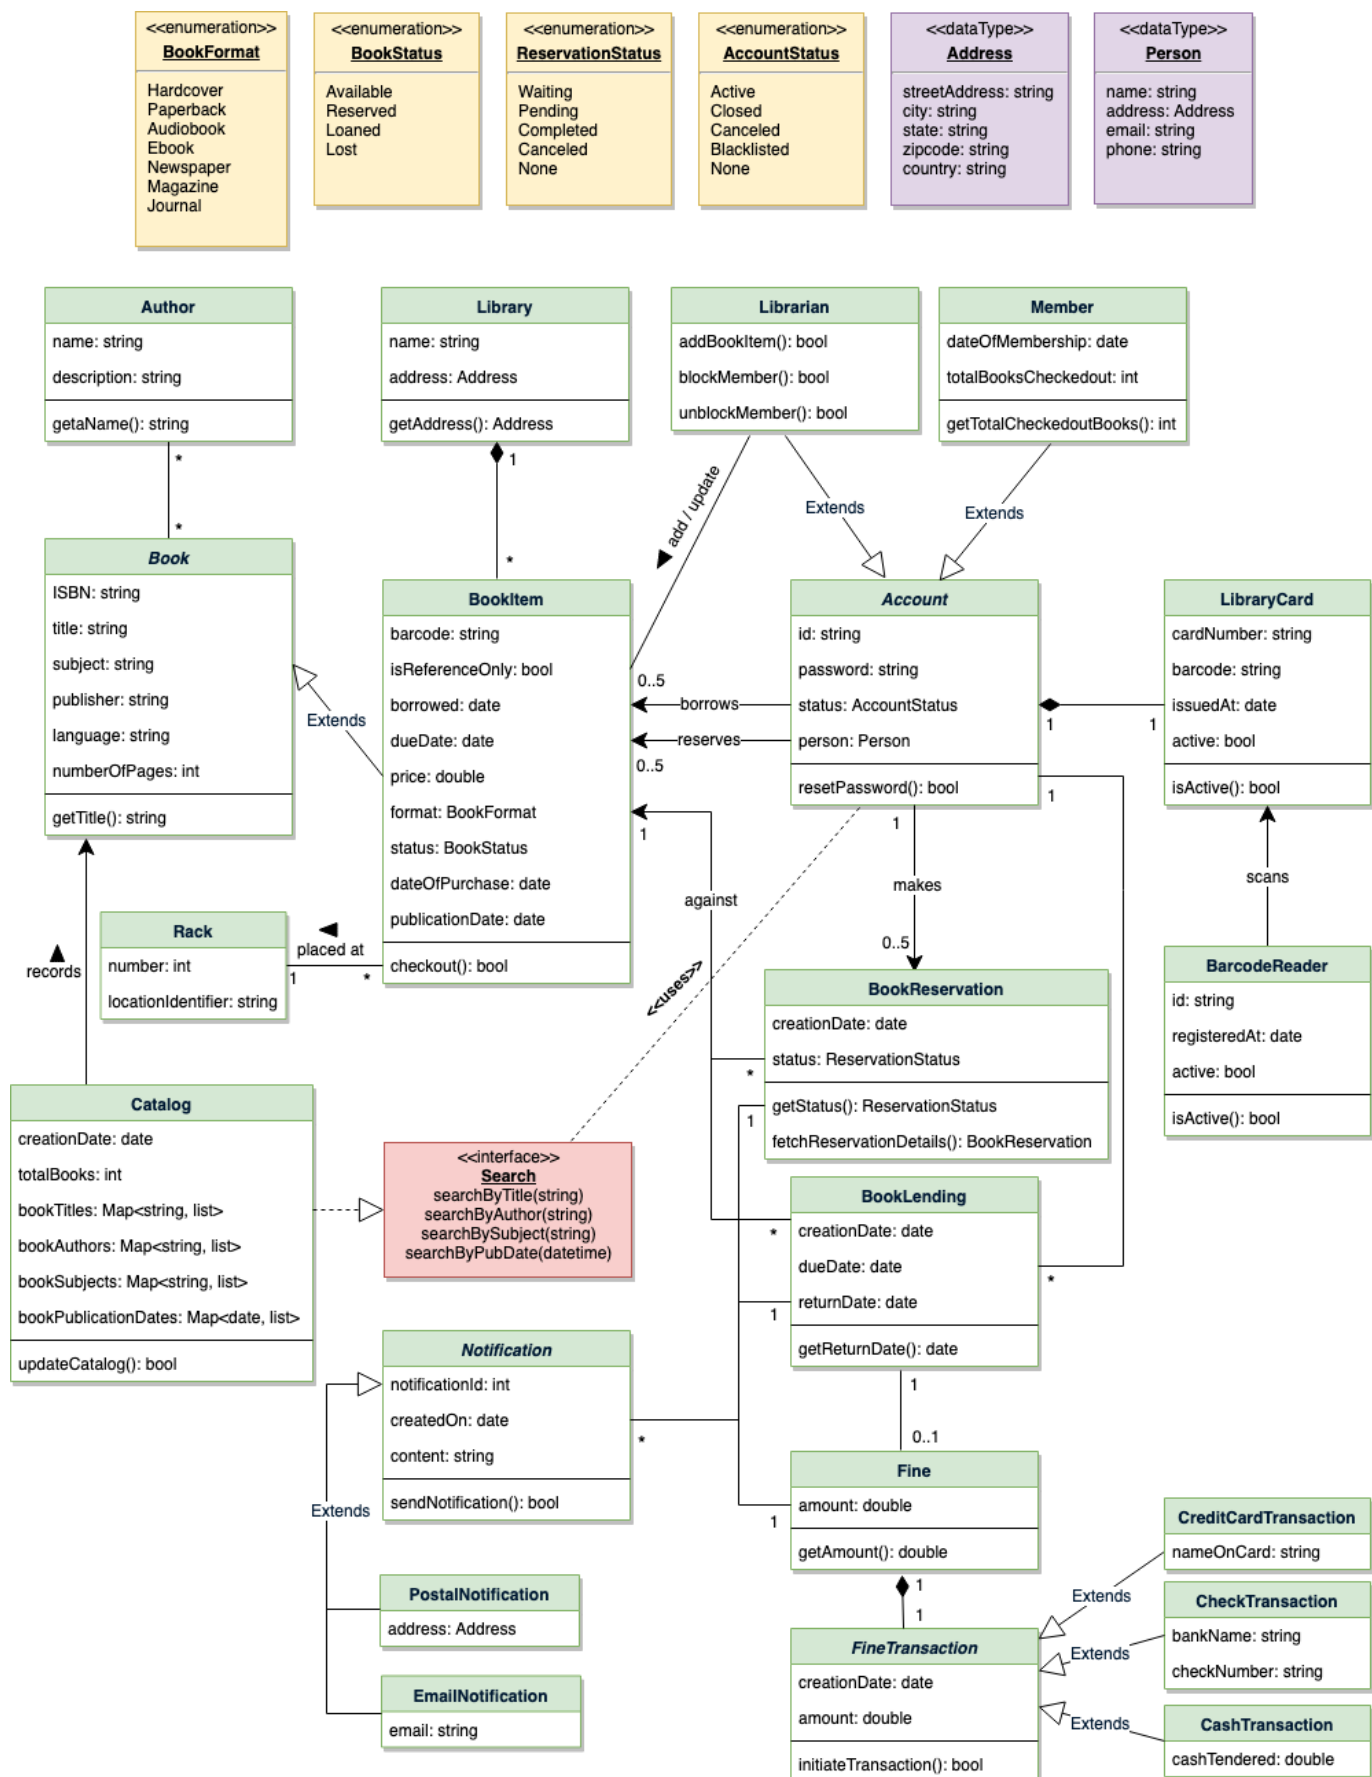 <<enumeration>>
BookFormat
Hardcover
Paperback
Audiobook
Ebook
Newspaper
Magazine
Journal
<<enumeration>>
BookStatus
Available
Reserved
Loaned
Lost
<<enumeration>>
ReservationStatus
Waiting
Pending
Completed
Canceled
None
<<enumeration>>
AccountStatus
Active
Closed
Canceled
Blacklisted
None
<<dataType>>
Address
streetAddress: string
city: string
state: string
zipcode: string
country: string
<<dataType>>
Person
name: string
address: Address
email: string
phone: string
Author
name: string
description: string
getaName(): string
*
*
Library
name: string
address: Address
getAddress(): Address
1
*
Librarian
addBookItem(): bool
blockMember(): bool
unblockMember(): bool
add / update
Extends
Member
dateOfMembership: date
totalBooksCheckedout: int
getTotalCheckedoutBooks(): int
Extends
Book
ISBN: string
title: string
subject: string
publisher: string
language: string
numberOfPages: int
getTitle(): string
Extends
BookItem
barcode: string
isReferenceOnly: bool
borrowed: date
dueDate: date
price: double
format: BookFormat
status: BookStatus
dateOfPurchase: date
publicationDate: date
checkout(): bool
0..5
borrows
reserves
0..5
1
Account
id: string
password: string
status: AccountStatus
person: Person
resetPassword(): bool
1
1
1
1
LibraryCard
cardNumber: string
barcode: string
issuedAt: date
active: bool
isActive(): bool
scans
makes
0..5
against
<<uses>>
records
Rack
number: int
locationIdentifier: string
placed at
1
*
BarcodeReader
id: string
registeredAt: date
active: bool
isActive(): bool
BookReservation
creationDate: date
status: ReservationStatus
getStatus(): ReservationStatus
fetchReservationDetails(): BookReservation
*
1
Catalog
creationDate: date
totalBooks: int
bookTitles: Map<string, list>
bookAuthors: Map<string, list>
bookSubjects: Map<string, list>
bookPublicationDates: Map<date, list>
updateCatalog(): bool
<<interface>>
Search
searchByTitle(string)
searchByAuthor(string)
searchBySubject(string)
searchByPubDate(datetime)
BookLending
creationDate: date
dueDate: date
returnDate: date
getReturnDate(): date
*
*
1
1
0..1
Notification
notificationId: int
createdOn: date
content: string
sendNotification(): bool
*
Extends
Fine
amount: double
getAmount(): double
1
1
1
PostalNotification
address: Address
EmailNotification
email: string
FineTransaction
creationDate: date
amount: double
initiateTransaction(): bool
CreditCardTransaction
nameOnCard: string
Extends
CheckTransaction
bankName: string
checkNumber: string
Extends
CashTransaction
cashTendered: double
Extends